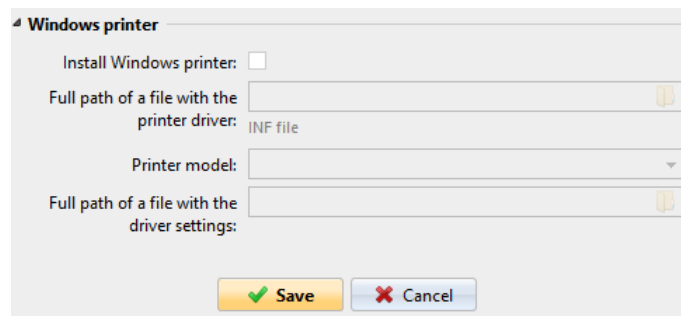 Windows printer
Install Windows printer:
Full path of a file with the
printer driver:
INF file
Printer model:
Full path of a file with the
driver settings:
Save
Cancel